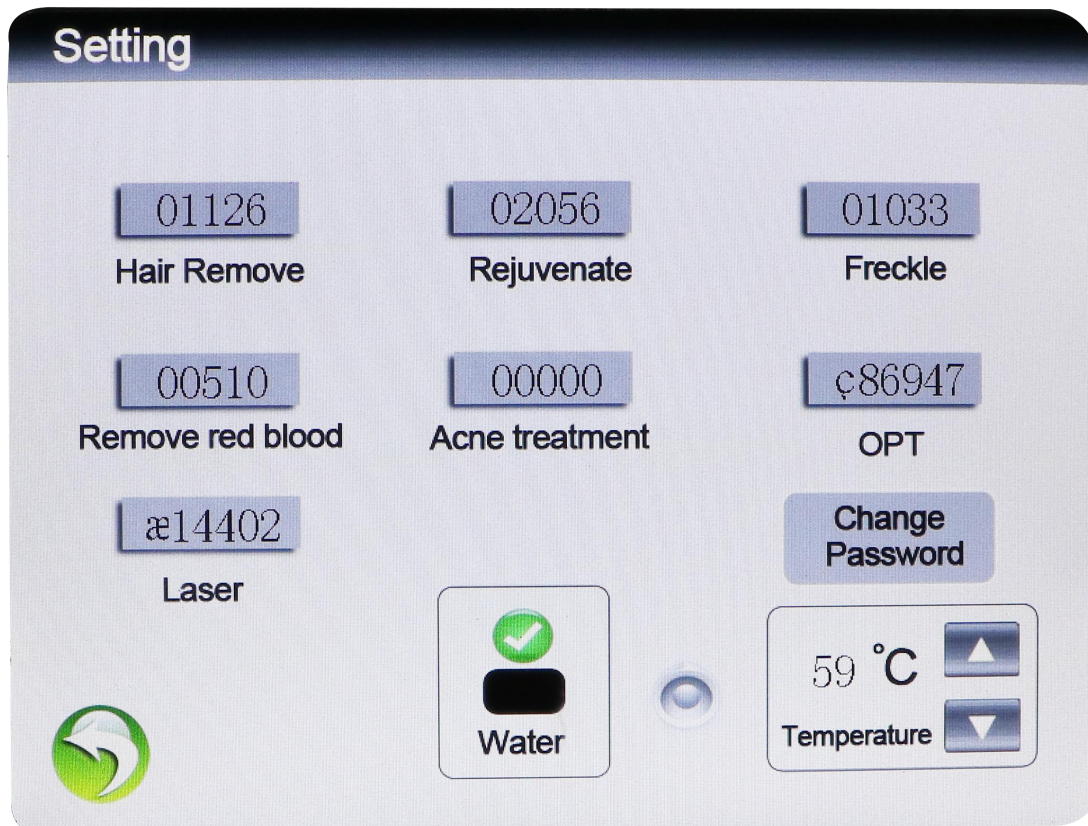 Setting
01126
02056
01033
Hair Remove
Rejuvenate
Freckle
00510
00000
¢86947
Remove red blood
Acne treatment
OPT
æ14402
Change
Password
Laser
59 °C
Water
Temperature